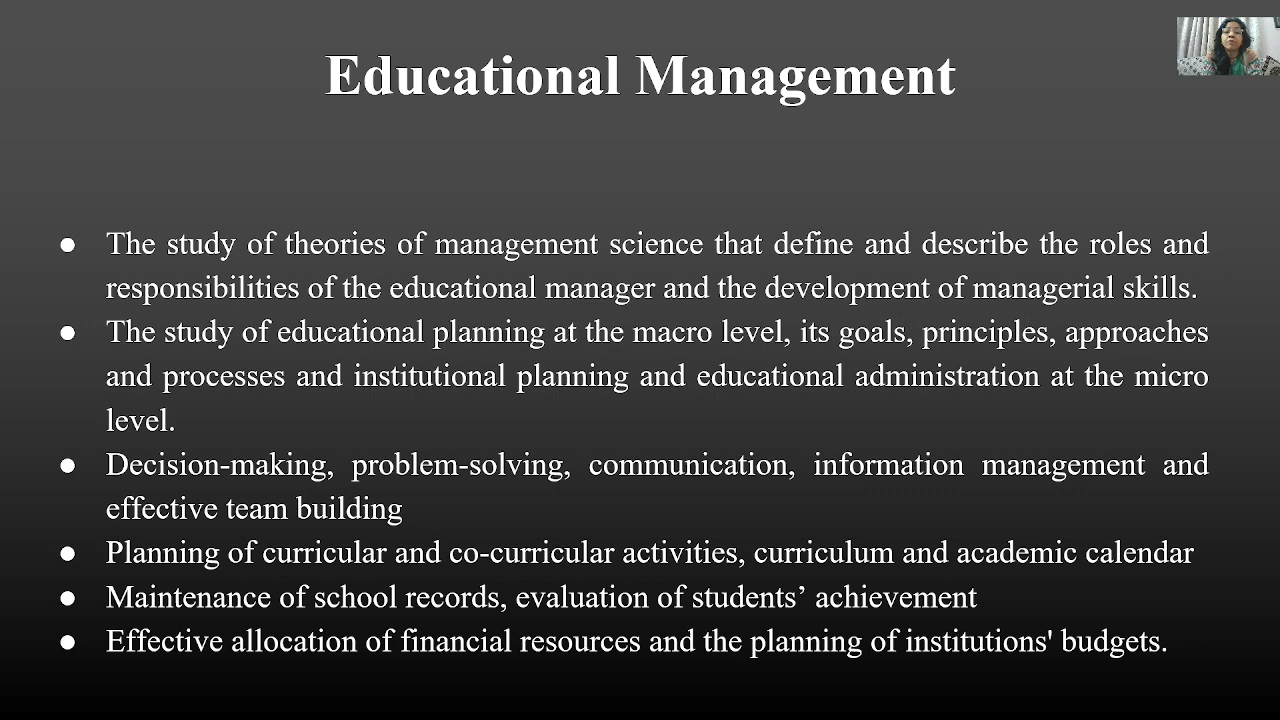 Educational Management
● The study of theories of management science that define and describe the roles and
responsibilities of the educational manager and the development of managerial skills.
● The study of educational planning at the macro level, its goals, principles, approaches
and processes and institutional planning and educational administration at the micro
level.
● Decision-making, problem-solving, communication, information management and
effective team building
● Planning of curricular and co-curricular activities, curriculum and academic calendar
● Maintenance of school records, evaluation of students’ achievement
● Effective allocation of financial resources and the planning of institutions' budgets.